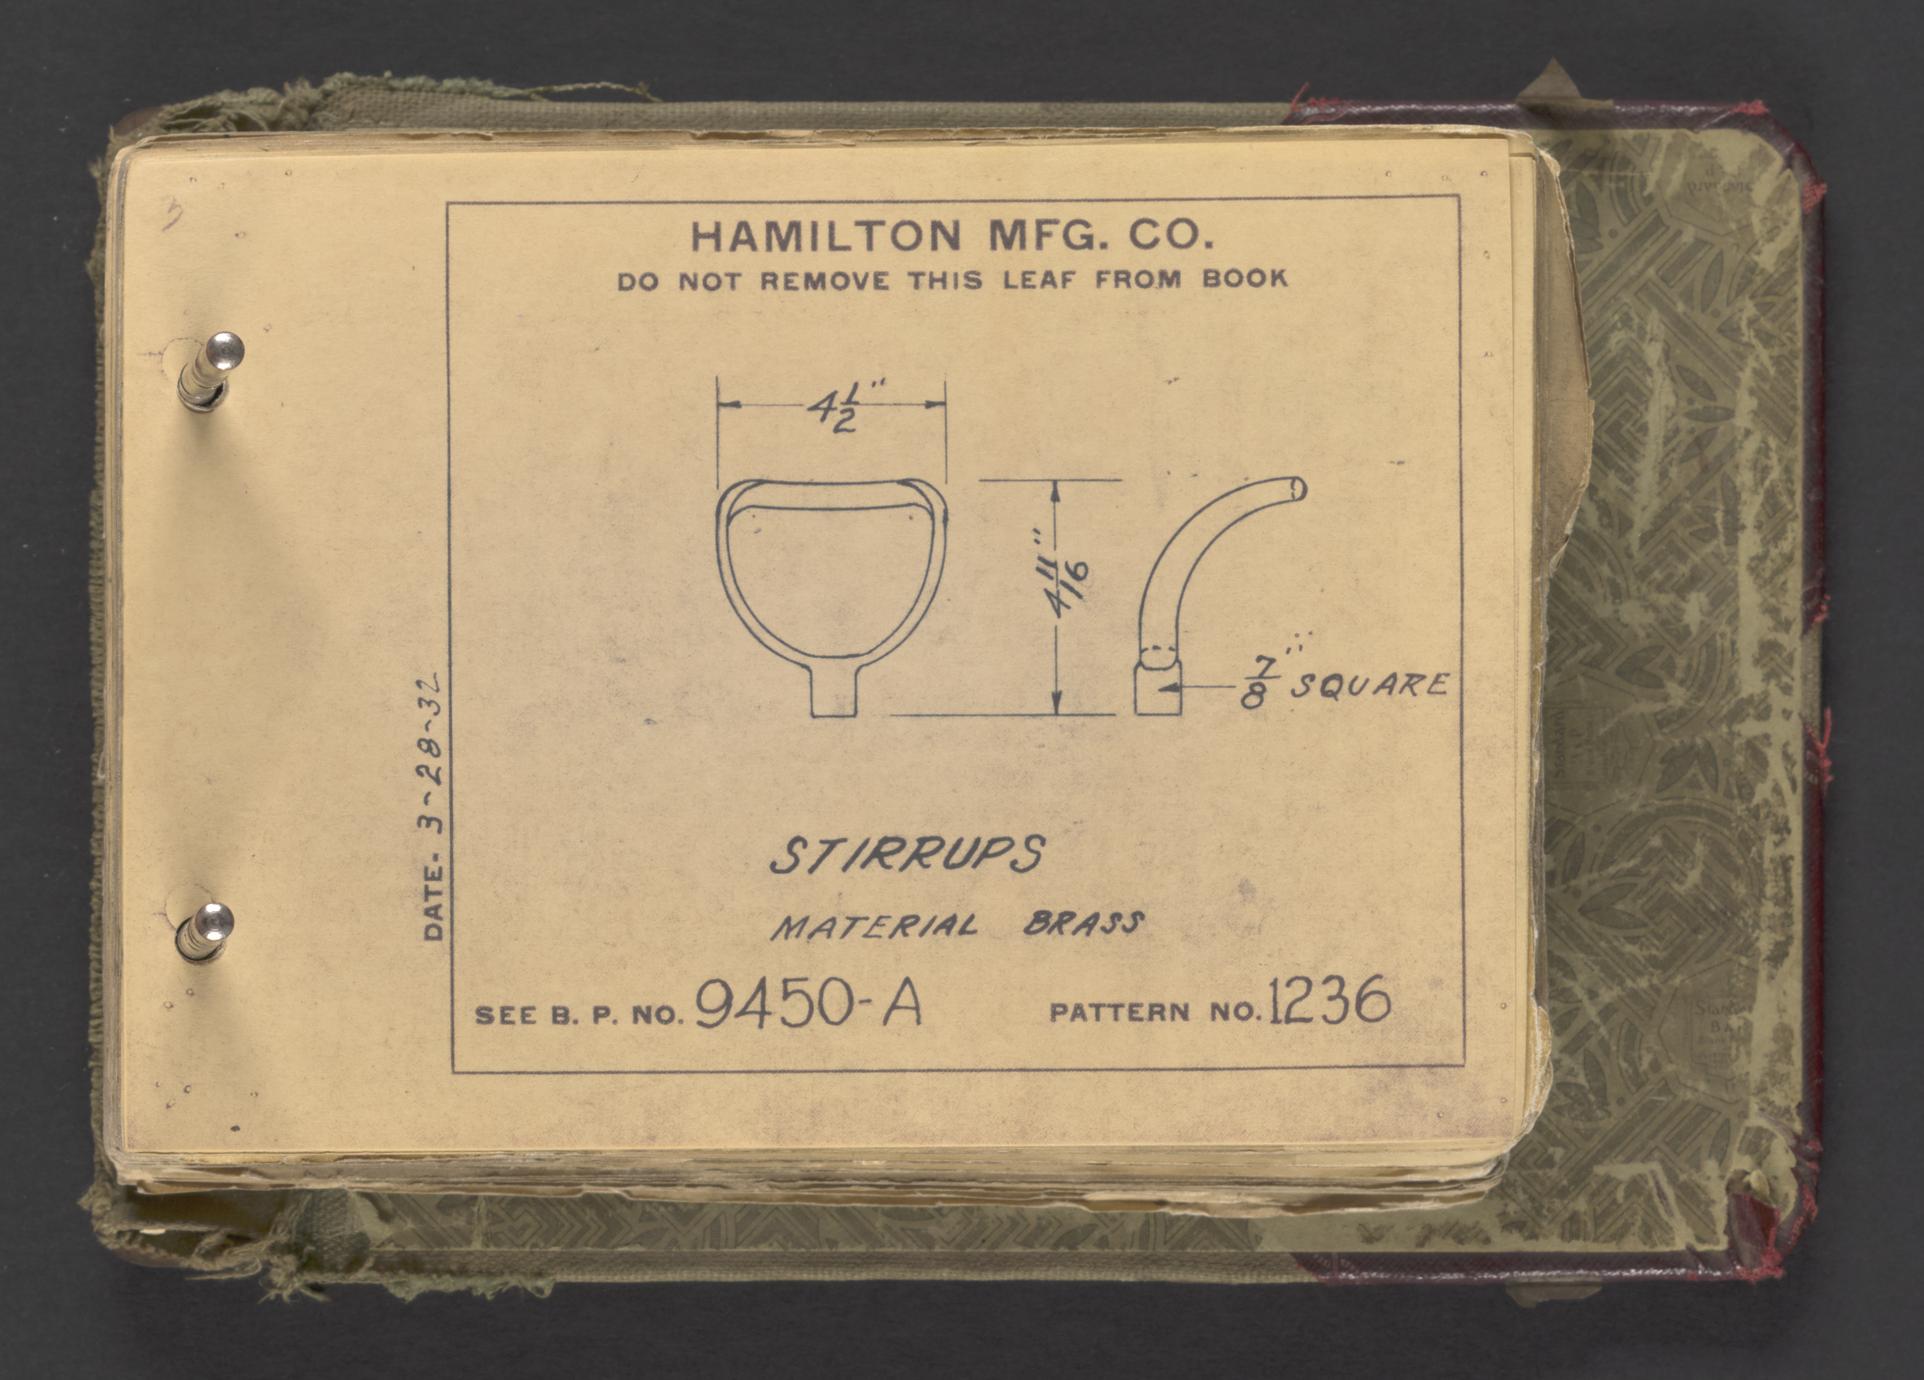 HAMILTON MFG. CO.
DO NOT REMOVE THIS LEAF FROM BOOK
4 1/2"
4 11/16"
7/8" SQUARE
DATE- 3-28-32
STIRRUPS
MATERIAL BRASS
SEE B. P. NO. 9450-A
PATTERN NO. 1236